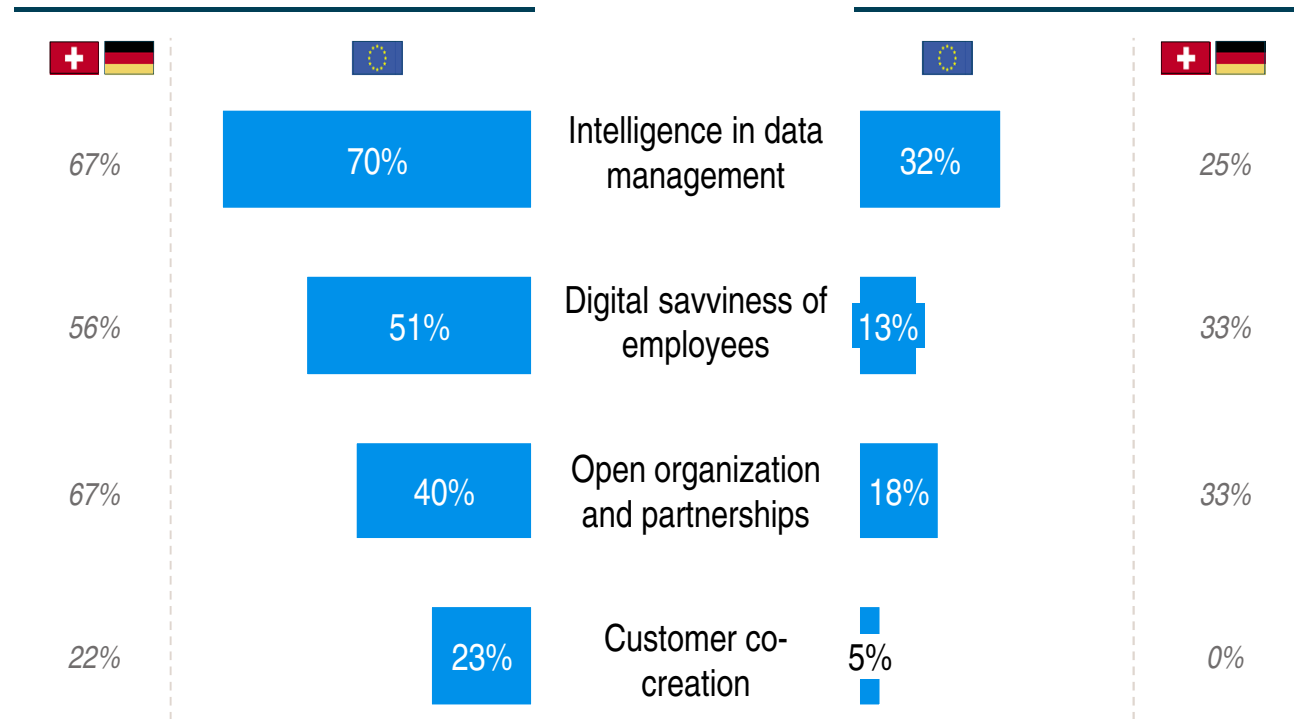 67%
70%
Intelligence in data
management
32%
25%
56%
51%
Digital savviness of
employees
13%
33%
67%
40%
Open organization
and partnerships
18%
33%
22%
23%
Customer co-
creation
5%
0%